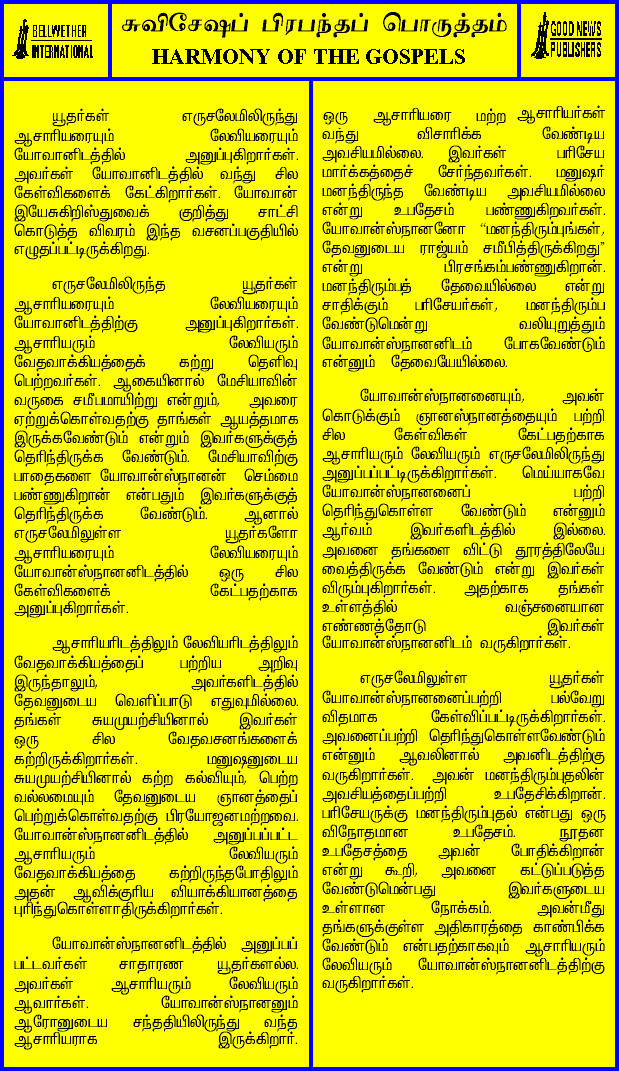 BELLWETHER
INTERNATIONAL
சுவிசேஷப் பிரபந்தப் பொருத்தம்
HARMONY OF THE GOSPELS
GOOD NEWS
PUBLISHERS
யூதர்கள் எருசலேமிலிருந்து
ஆசாரியரையும் லேவியரையும்
யோவானிடத்தில் அனுப்புகிறார்கள்.
அவர்கள் யோவானிடத்தில் வந்து சில
கேள்விகளைக் கேட்கிறார்கள். யோவான்
இயேசுகிறிஸ்துவைக் குறித்து சாட்சி
கொடுத்த விவரம் இந்த வசனப்பகுதியில்
எழுதப்பட்டிருக்கிறது.
எருசலேமிலிருந்த யூதர்கள்
ஆசாரியரையும் லேவியரையும்
யோவானிடத்திற்கு அனுப்புகிறார்கள்.
ஆசாரியரும் லேவியரும்
வேதவாக்கியத்தைக் கற்று தெளிவு
பெற்றவர்கள். ஆகையினால் மேசியாவின்
வருகை சமீபமாயிற்று என்றும், அவரை
ஏற்றுக்கொள்வதற்கு தாங்கள் ஆயத்தமாக
இருக்கவேண்டும் என்றும் இவர்களுக்குத்
தெரிந்திருக்க வேண்டும். மேசியாவிற்கு
பாதைகளை யோவான்ஸ்நானன் செம்மை
பண்ணுகிறான் என்பதும் இவர்களுக்குத்
தெரிந்திருக்க வேண்டும். ஆனால்
எருசலேமிலுள்ள யூதர்களோ
ஆசாரியரையும் லேவியரையும்
யோவான்ஸ்நானனிடத்தில் ஒரு சில
கேள்விகளைக் கேட்பதற்காக
அனுப்புகிறார்கள்.
ஆசாரியரிடத்திலும் லேவியரிடத்திலும்
வேதவாக்கியத்தைப் பற்றிய அறிவு
இருந்தாலும், அவர்களிடத்தில்
தேவனுடைய வெளிப்பாடு எதுவுமில்லை.
தங்கள் சுயமுயற்சியினால் இவர்கள்
ஒரு சில வேதவசனங்களைக்
கற்றிருக்கிறார்கள். மனுஷனுடைய
சுயமுயற்சியினால் கற்ற கல்வியும், பெற்ற
வல்லமையும் தேவனுடைய ஞானத்தைப்
பெற்றுக்கொள்வதற்கு பிரயோஜனமற்றவை.
யோவான்ஸ்நானனிடத்தில் அனுப்பப்பட்ட
ஆசாரியரும் லேவியரும்
வேதவாக்கியத்தை கற்றிருந்தபோதிலும்
அதன் ஆவிக்குரிய வியாக்கியானத்தை
புரிந்துகொள்ளாதிருக்கிறார்கள்.
யோவான்ஸ்நானனிடத்தில் அனுப்பப்
பட்டவர்கள் சாதாரண யூதர்களல்ல.
அவர்கள் ஆசாரியரும் லேவியரும்
ஆவார்கள். யோவான்ஸ்நானனும்
ஆரோனுடைய சந்ததியிலிருந்து வந்த
ஆசாரியராக இருக்கிறார்.
ஒரு ஆசாரியரை மற்ற ஆசாரியர்கள்
வந்து விசாரிக்க வேண்டிய
அவசியமில்லை. இவர்கள் பரிசேய
மார்க்கத்தைச் சேர்ந்தவர்கள். மனுஷர்
மனந்திருந்த வேண்டிய அவசியமில்லை
என்று உபதேசம் பண்ணுகிறவர்கள்.
யோவான்ஸ்நானனோ “மனந்திரும்புங்கள்,
தேவனுடைய ராஜ்யம் சமீபித்திருக்கிறது”
என்று பிரசங்கம்பண்ணுகிறான்.
மனந்திரும்பத் தேவையில்லை என்று
சாதிக்கும் பரிசேயர்கள், மனந்திரும்ப
வேண்டுமென்று வலியுறுத்தும்
யோவான்ஸ்நானனிடம் போகவேண்டும்
என்னும் தேவையேயில்லை.
யோவான்ஸ்நானனையும், அவன்
கொடுக்கும் ஞானஸ்நானத்தையும் பற்றி
சில கேள்விகள் கேட்பதற்காக
ஆசாரியரும் லேவியரும் எருசலேமிலிருந்து
அனுப்பப்பட்டிருக்கிறார்கள். மெய்யாகவே
யோவான்ஸ்நானனைப் பற்றி
தெரிந்துகொள்ள வேண்டும் என்னும்
ஆர்வம் இவர்களிடத்தில் இல்லை.
அவனை தங்களை விட்டு தூரத்திலேயே
வைத்திருக்க வேண்டும் என்று இவர்கள்
விரும்புகிறார்கள். அதற்காக தங்கள்
உள்ளத்தில் வஞ்சனையான
எண்ணத்தோடு இவர்கள்
யோவான்ஸ்நானனிடம் வருகிறார்கள்.
எருசலேமிலுள்ள யூதர்கள்
யோவான்ஸ்நானனைப்பற்றி பல்வேறு
விதமாக கேள்விப்பட்டிருக்கிறார்கள்.
அவனைப்பற்றி தெரிந்துகொள்ளவேண்டும்
என்னும் ஆவலினால் அவனிடத்திற்கு
வருகிறார்கள். அவன் மனந்திரும்புதலின்
அவசியத்தைப்பற்றி உபதேசிக்கிறான்.
பரிசேயருக்கு மனந்திரும்புதல் என்பது ஒரு
விநோதமான உபதேசம். நூதன
உபதேசத்தை அவன் போதிக்கிறான்
என்று கூறி, அவனை கட்டுப்படுத்த
வேண்டுமென்பது இவர்களுடைய
உள்ளான நோக்கம். அவன்மீது
தங்களுக்குள்ள அதிகாரத்தை காண்பிக்க
வேண்டும் என்பதற்காகவும் ஆசாரியரும்
லேவியரும் யோவான்ஸ்நானனிடத்திற்கு
வருகிறார்கள்.